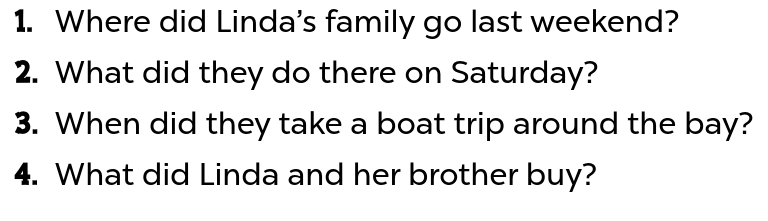 1. Where did Linda’s family go last weekend?
2. What did they do there on Saturday?
3. When did they take a boat trip around the bay?
4. What did Linda and her brother buy?